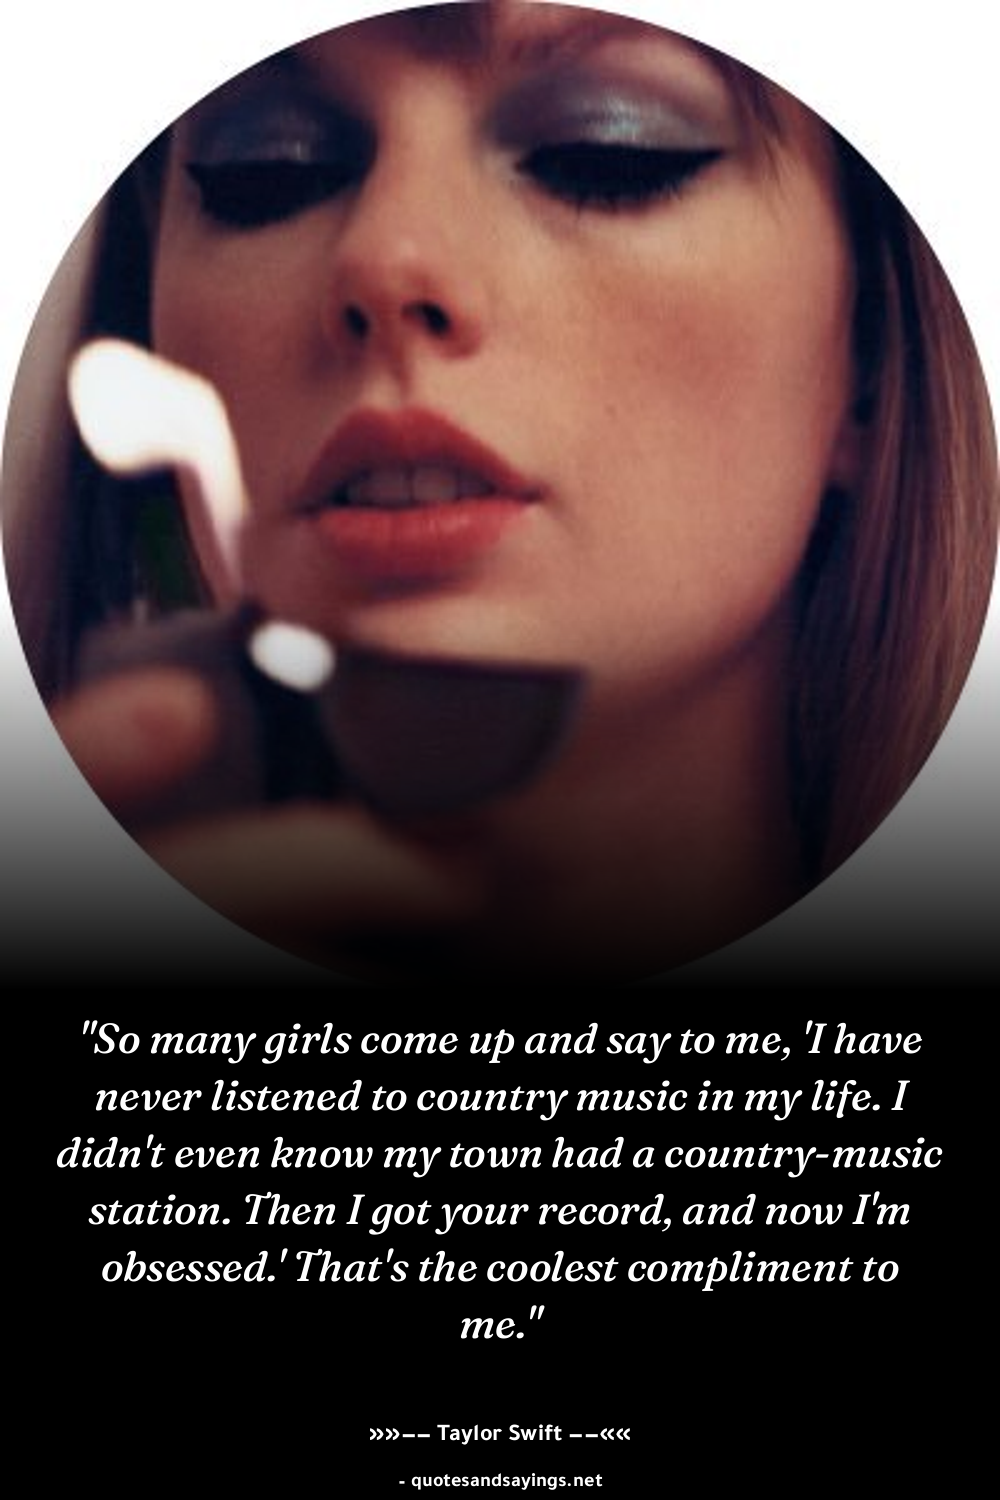 "So many girls come up and say to me, 'I have
never listened to country music in my life. I
didn't even know my town had a country-music
station. Then I got your record, and now I'm
obsessed.' That's the coolest compliment to
me."
»»–– Taylor Swift ––««
- quotesandsayings.net